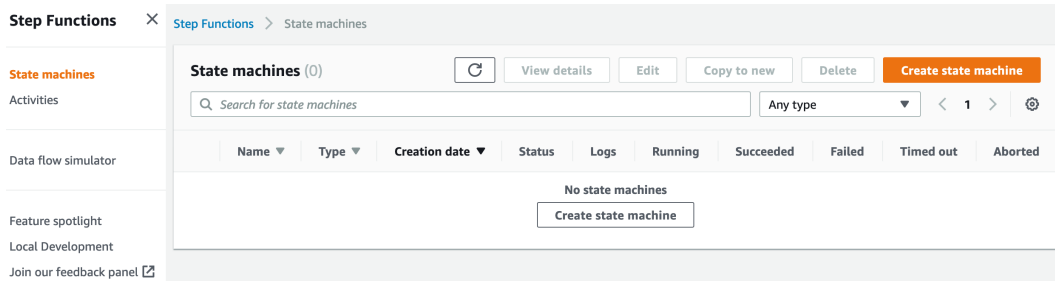 Step Functions
State machines
Activities
Data flow simulator
Feature spotlight
Local Development
Join our feedback panel
Step Functions > State machines
State machines (0)
View details
Edit
Copy to new
Delete
Create state machine
Search for state machines
Any type
< 1 >
Name Type Creation date Status Logs Running Succeeded Failed Timed out Aborted
No state machines
Create state machine